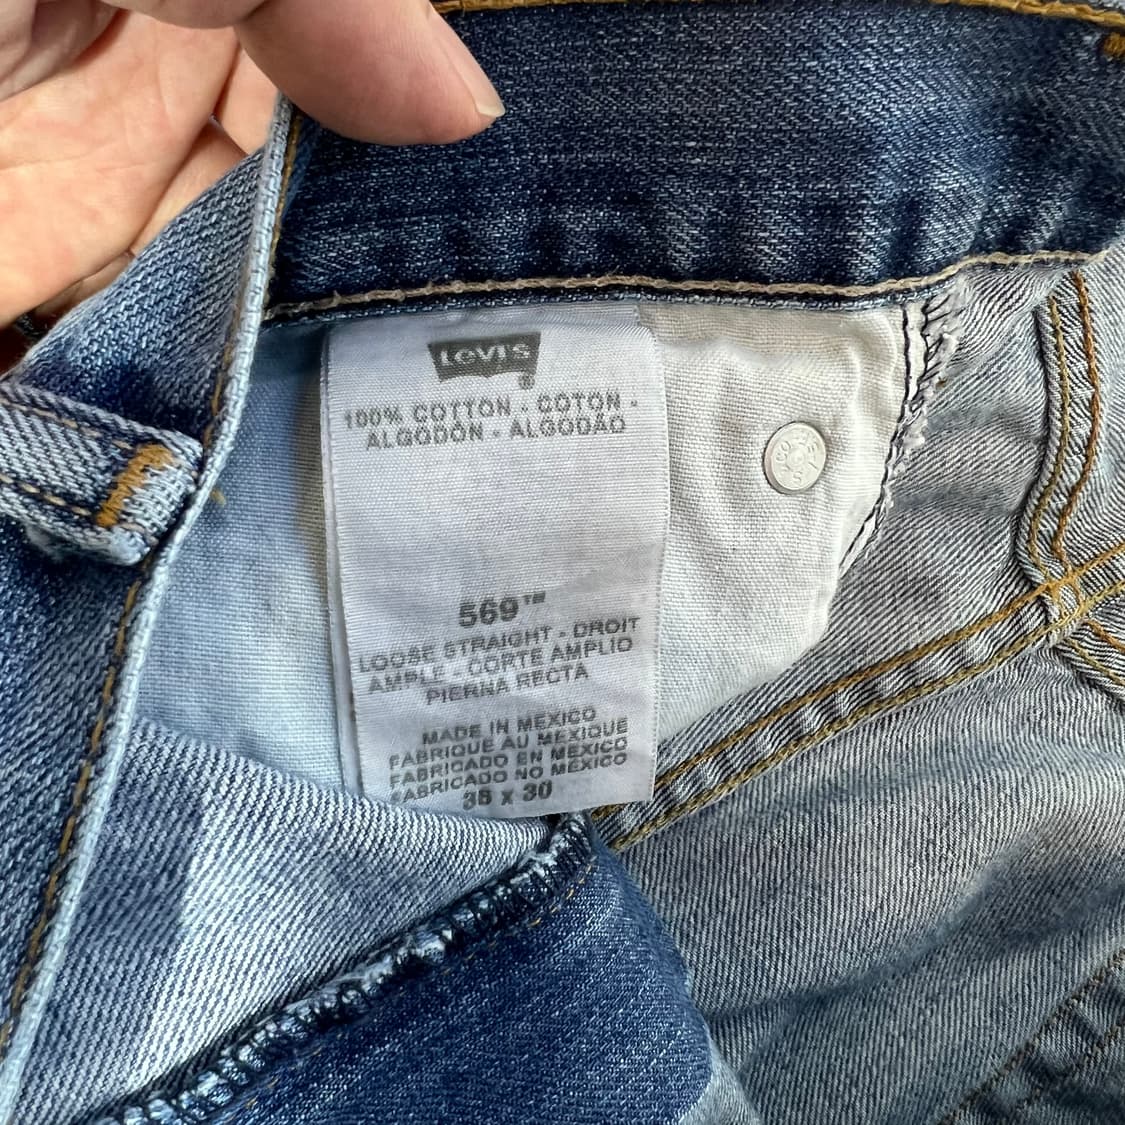 LEVI'S
®
100% COTTON - COTON -
ALGODÓN - ALGODÃO
569™
LOOSE STRAIGHT - DROIT
AMPLE - CORTE AMPLIO
PIERNA RECTA
MADE IN MEXICO
FABRIQUE AU MEXIQUE
FABRICADO EN MEXICO
FABRICADO NO MÉXICO
x 30